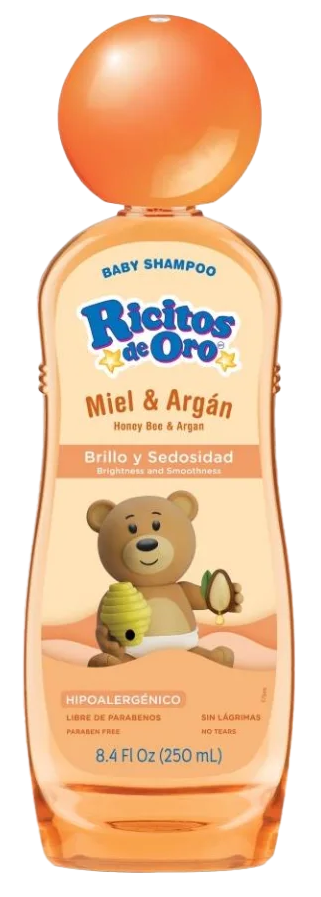 BABY SHAMPOO
Ricitos
de Oro
Miel & Argán
Honey Bee & Argan
Brillo y Sedosidad
Brightness and Smoothness
HIPOALERGÉNICO
LIBRE DE PARABENOS SIN LÁGRIMAS
PARABEN FREE NO TEARS
8.4 Fl Oz (250 mL)